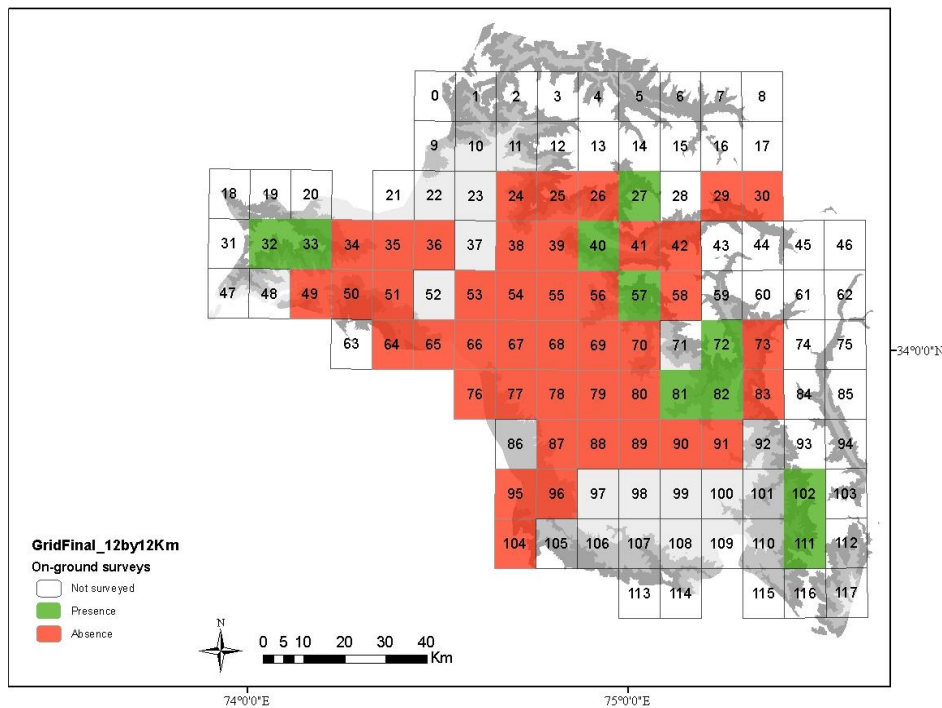 0 1 2 3 4 5 6 7 8
9 10 11 12 13 14 15 16 17
18 19 20 21 22 23 24 25 26 27 28 29 30
31 32 33 34 35 36 37 38 39 40 41 42 43 44 45 46
47 48 49 50 51 52 53 54 55 56 57 58 59 60 61 62
63 64 65 66 67 68 69 70 71 72 73 74 75
34°0'0"N
76 77 78 79 80 81 82 83 84 85
86 87 88 89 90 91 92 93 94
95 96 97 98 99 100 101 102 103
104 105 106 107 108 109 110 111 112
113 114 115 116 117
GridFinal_12by12Km
On-ground surveys
Not surveyed
Presence
Absence
N
0 5 10 20 30 40
Km
74°0'0"E 75°0'0"E